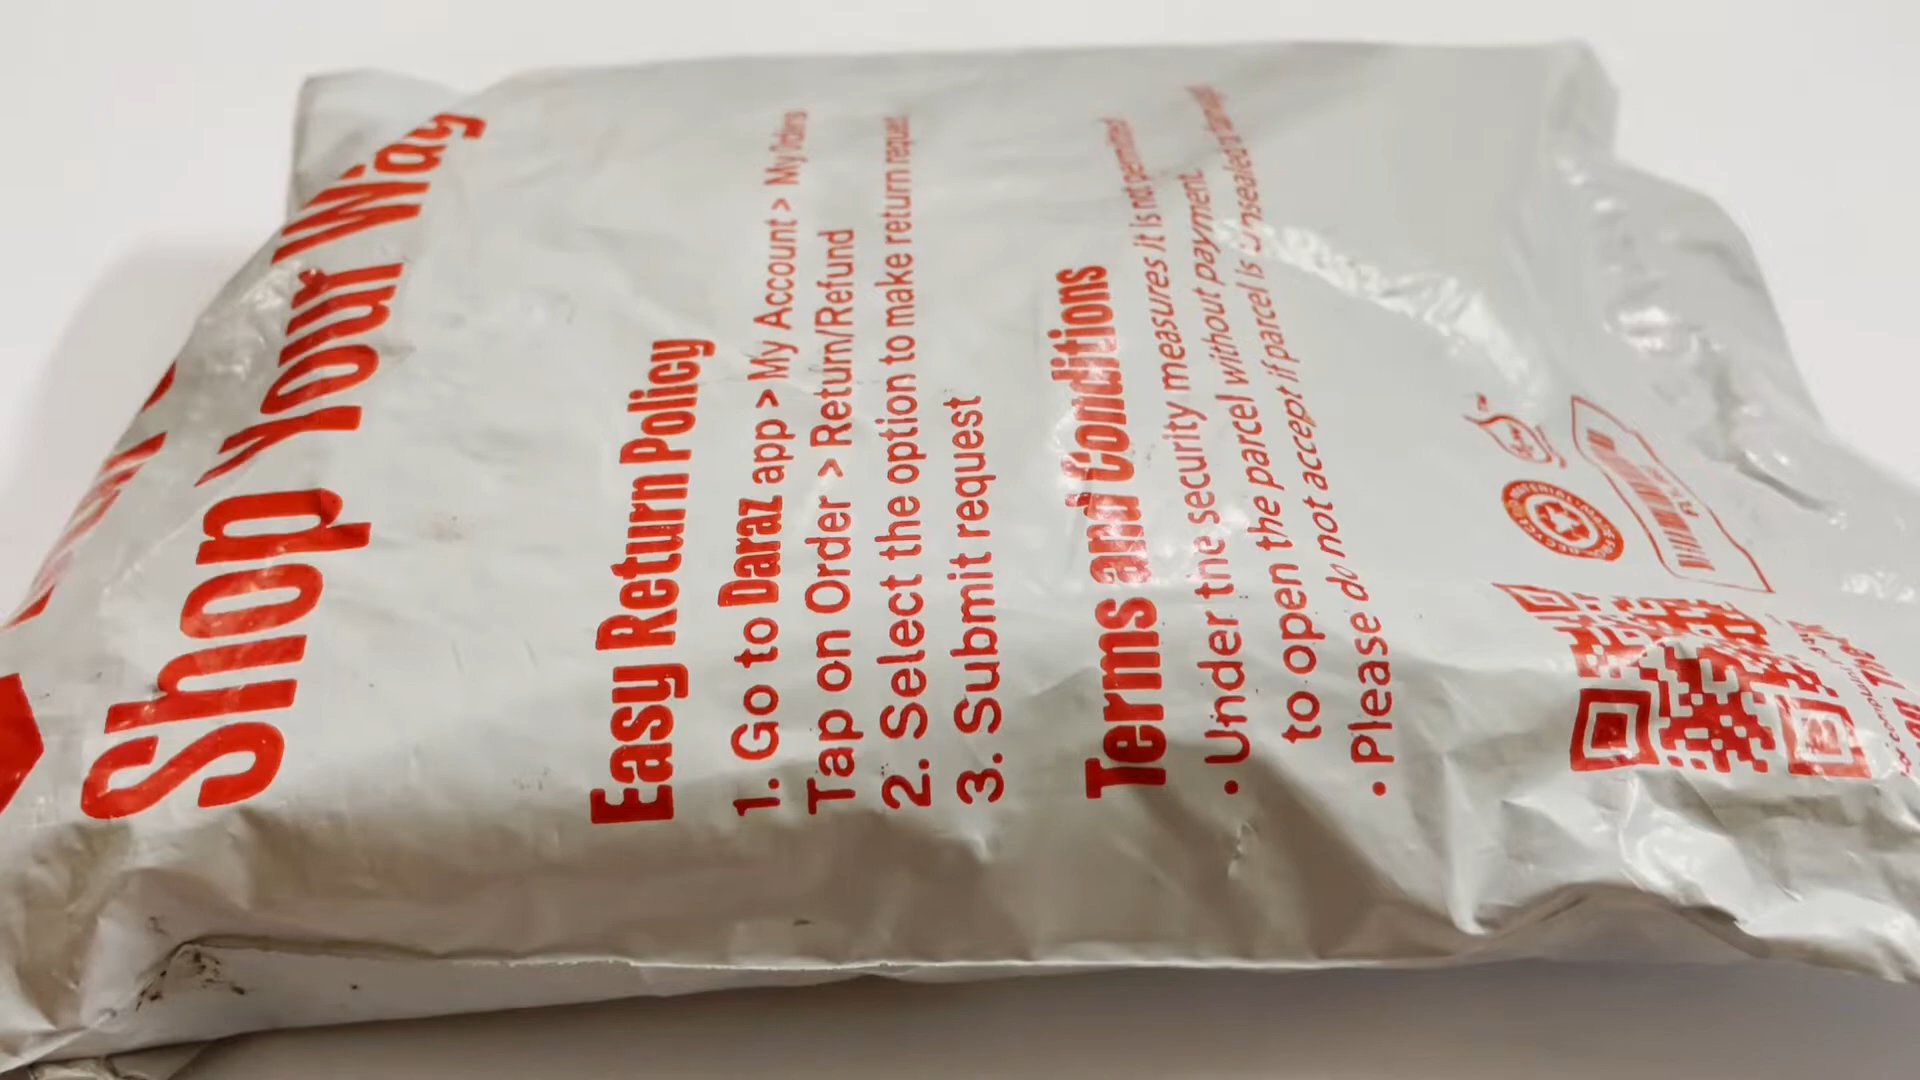 Shop Your Way
Easy Return Policy
1. Go to Daraz app > My Account > My Orders
Tap on Order > Return/Refund
2. Select the option to make return request
3. Submit request
Terms and Conditions
• Under the security measures it is not permitted
to open the parcel without payment.
• Please do not accept if parcel is unsealed